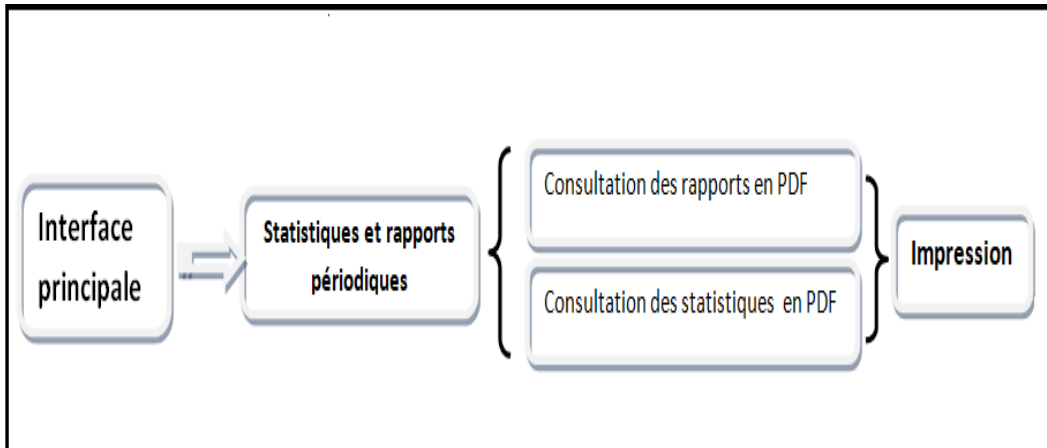 Interface
principale
Statistiques et rapports
périodiques
Consultation des rapports en PDF
Consultation des statistiques en PDF
Impression